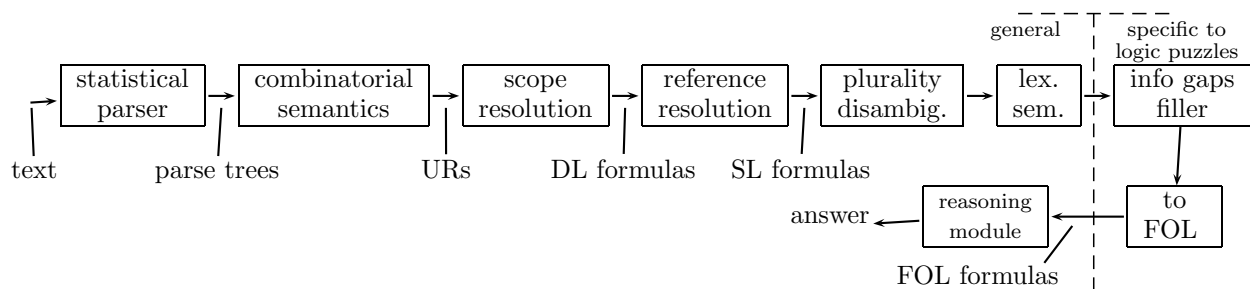 general
specific to
logic puzzles
statistical
parser
combinatorial
semantics
scope
resolution
reference
resolution
plurality
disambig.
lex.
sem.
info gaps
filler
text
parse trees
URs
DL formulas
SL formulas
to
FOL
reasoning
module
answer
FOL formulas